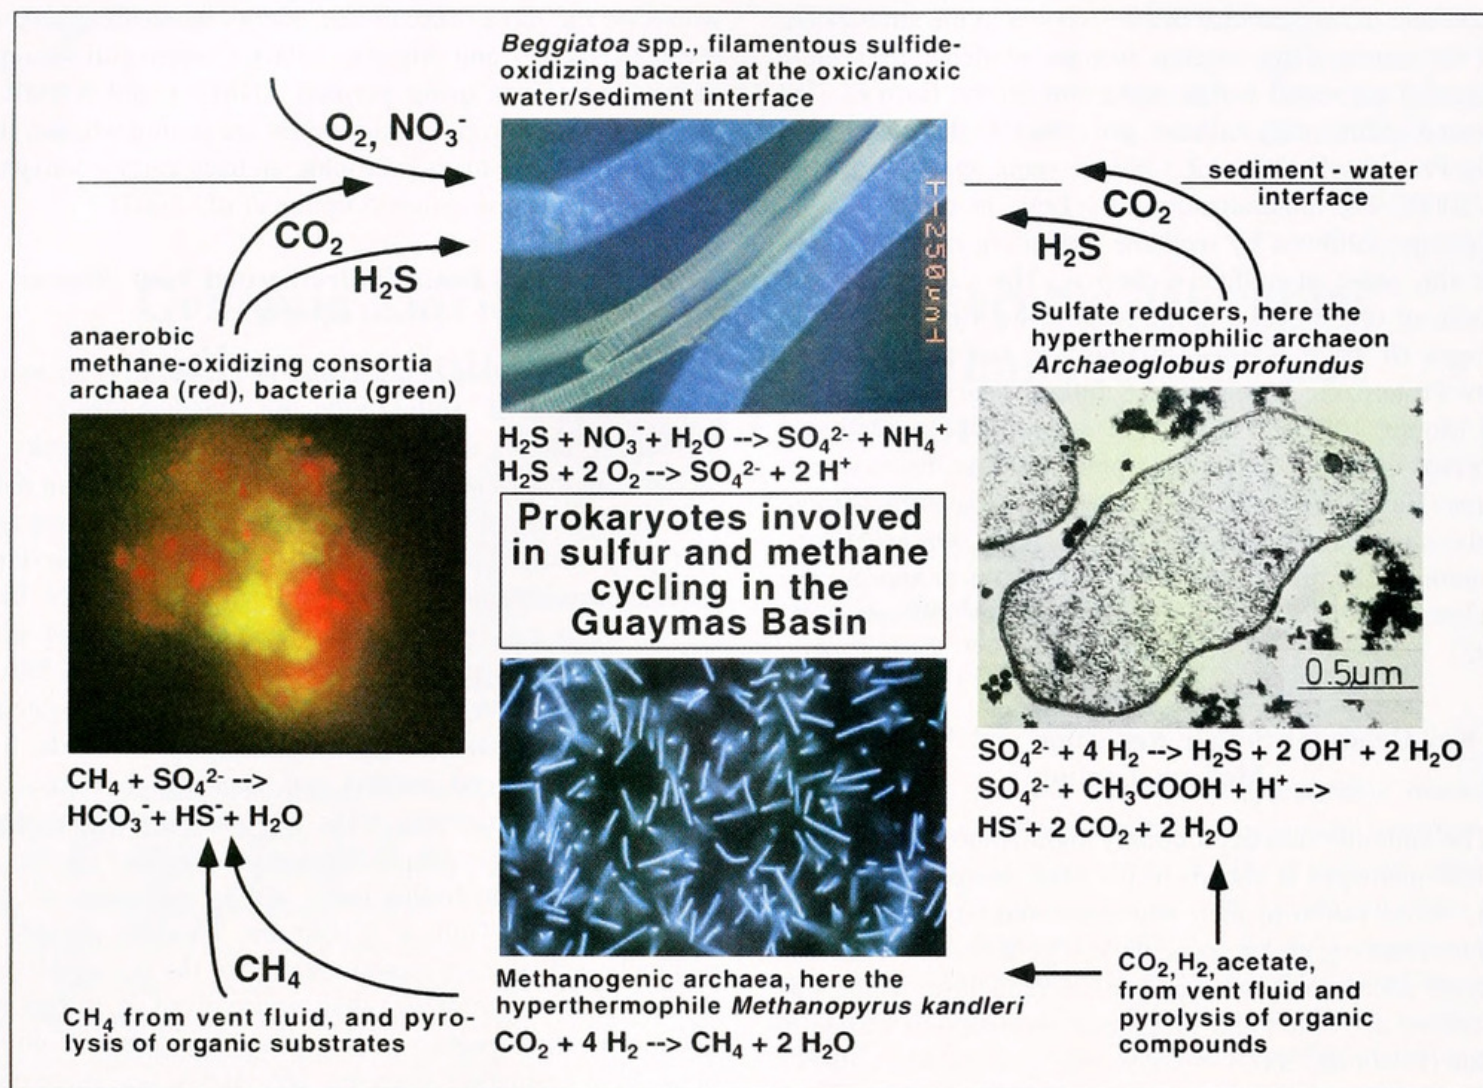 Beggiatoa spp., filamentous sulfide-
oxidizing bacteria at the oxic/anoxic
water/sediment interface
O₂, NO₃⁻
CO₂
H₂S
sediment - water
interface
CO₂
H₂S
250µm
anaerobic
methane-oxidizing consortia
archaea (red), bacteria (green)
Sulfate reducers, here the
hyperthermophilic archaeon
Archaeoglobus profundus
H₂S + NO₃⁻+ H₂O --> SO₄²⁻ + NH₄⁺
H₂S + 2 O₂--> SO₄²⁻ + 2 H⁺
Prokaryotes involved
in sulfur and methane
cycling in the
Guaymas Basin
0.5µm
CH₄ + SO₄²⁻ -->
HCO₃⁻+ HS⁻+ H₂O
SO₄²⁻ + 4 H₂ --> H₂S + 2 OH⁻ + 2 H₂O
SO₄²⁻ + CH₃COOH + H⁺ -->
HS⁻+ 2 CO₂ + 2 H₂O
CH₄
CH₄ from vent fluid, and pyro-
lysis of organic substrates
Methanogenic archaea, here the
hyperthermophile Methanopyrus kandleri
CO₂ + 4 H₂ --> CH₄ + 2 H₂O
CO₂, H₂, acetate,
from vent fluid and
pyrolysis of organic
compounds